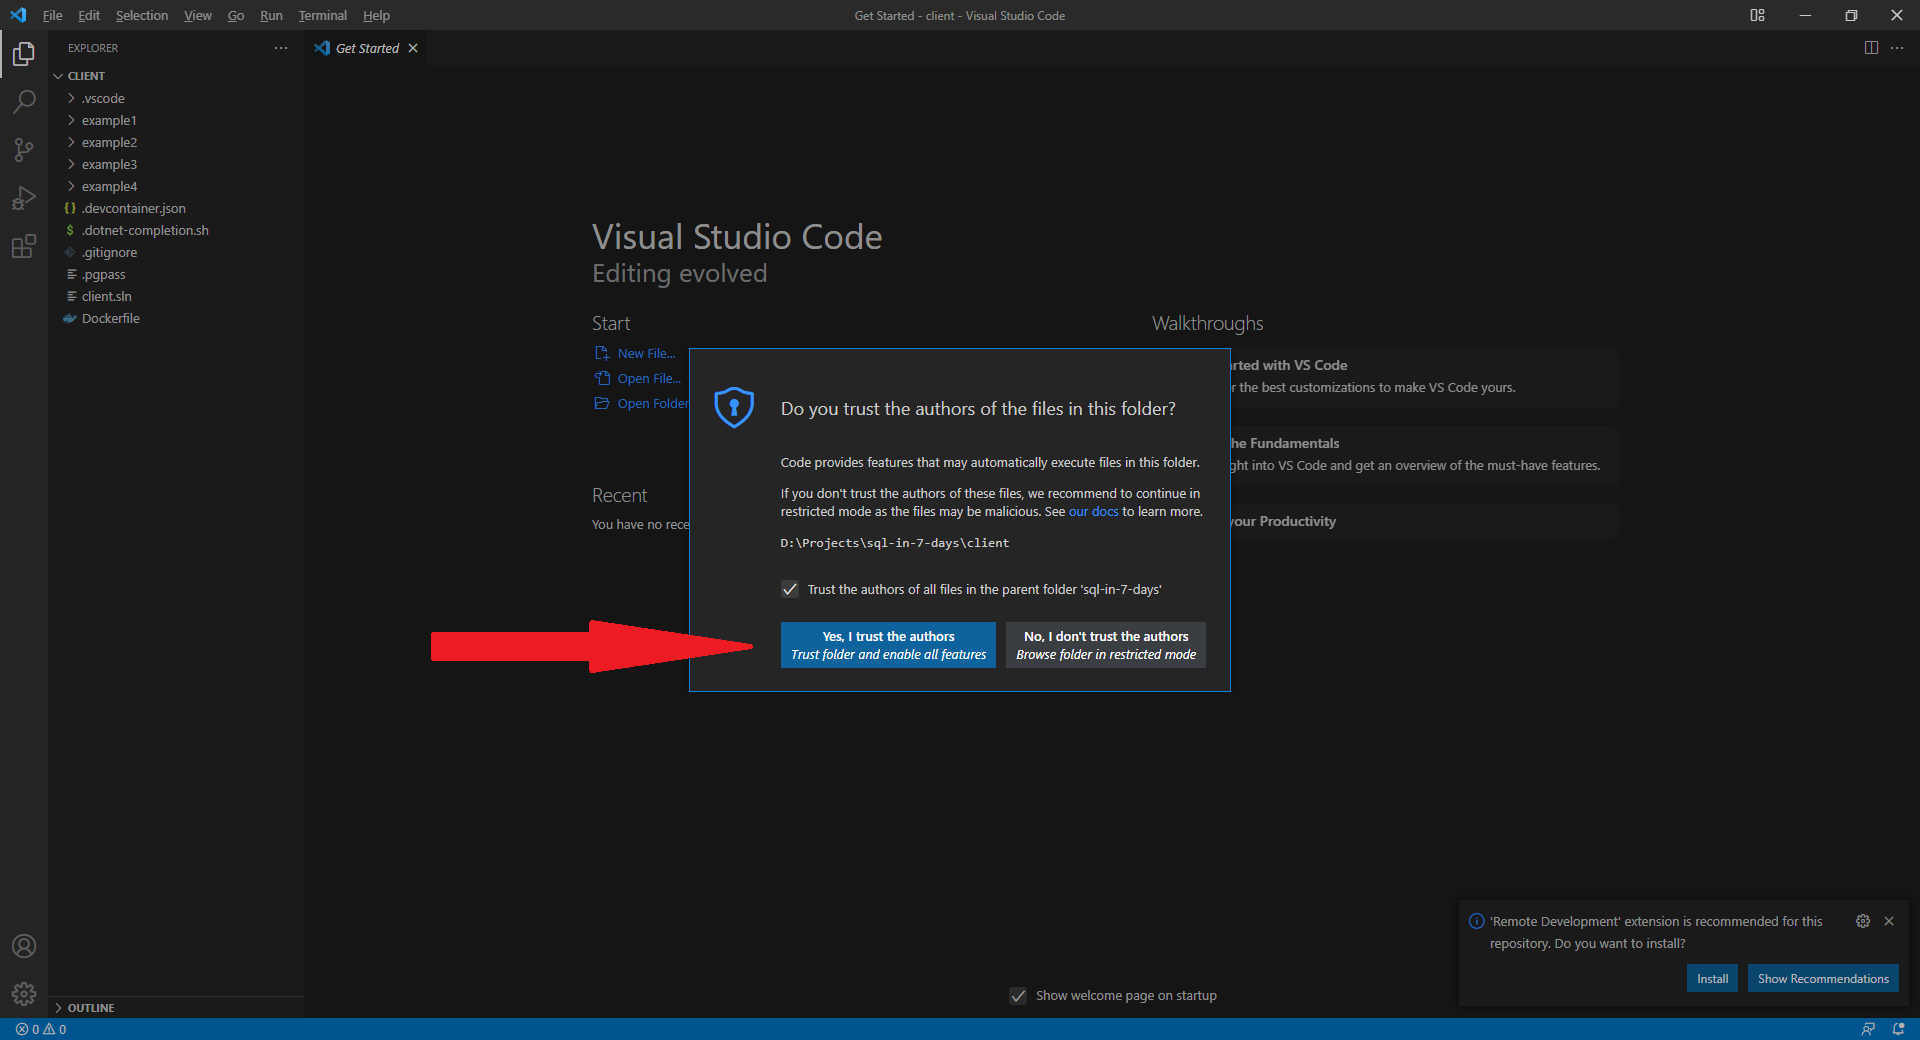 File Edit Selection View Go Run Terminal Help
Get Started - client - Visual Studio Code
EXPLORER
Get Started
CLIENT
.vscode
example1
example2
example3
example4
.devcontainer.json
.dotnet-completion.sh
.gitignore
.pgpass
client.sln
Dockerfile
OUTLINE
Visual Studio Code
Editing evolved
Start
New File...
Open File...
Open Folder
Recent
You have no rece
Walkthroughs
rted with VS Code
r the best customizations to make VS Code yours.
he Fundamentals
ght into VS Code and get an overview of the must-have features.
your Productivity
Do you trust the authors of the files in this folder?
Code provides features that may automatically execute files in this folder.
If you don't trust the authors of these files, we recommend to continue in
restricted mode as the files may be malicious. See our docs to learn more.
D:\Projects\sql-in-7-days\client
Trust the authors of all files in the parent folder 'sql-in-7-days'
Yes, I trust the authors
Trust folder and enable all features
No, I don't trust the authors
Browse folder in restricted mode
'Remote Development' extension is recommended for this
repository. Do you want to install?
Install
Show Recommendations
Show welcome page on startup
0 0